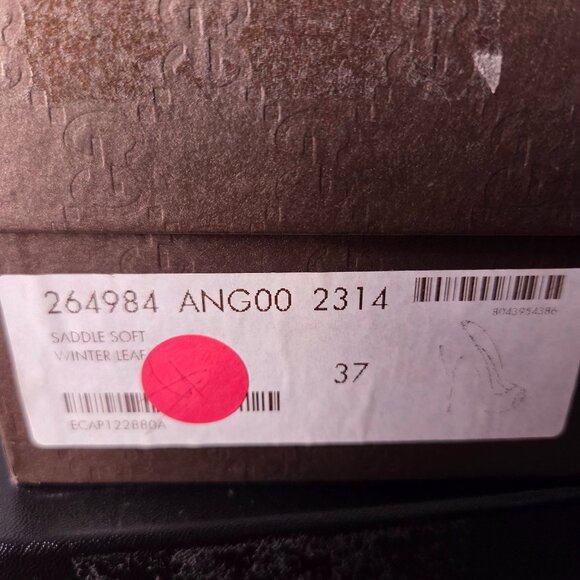 264984 ANG00 2314
8043954386
SADDLE SOFT
WINTER LEAF
37
ECAP122880A